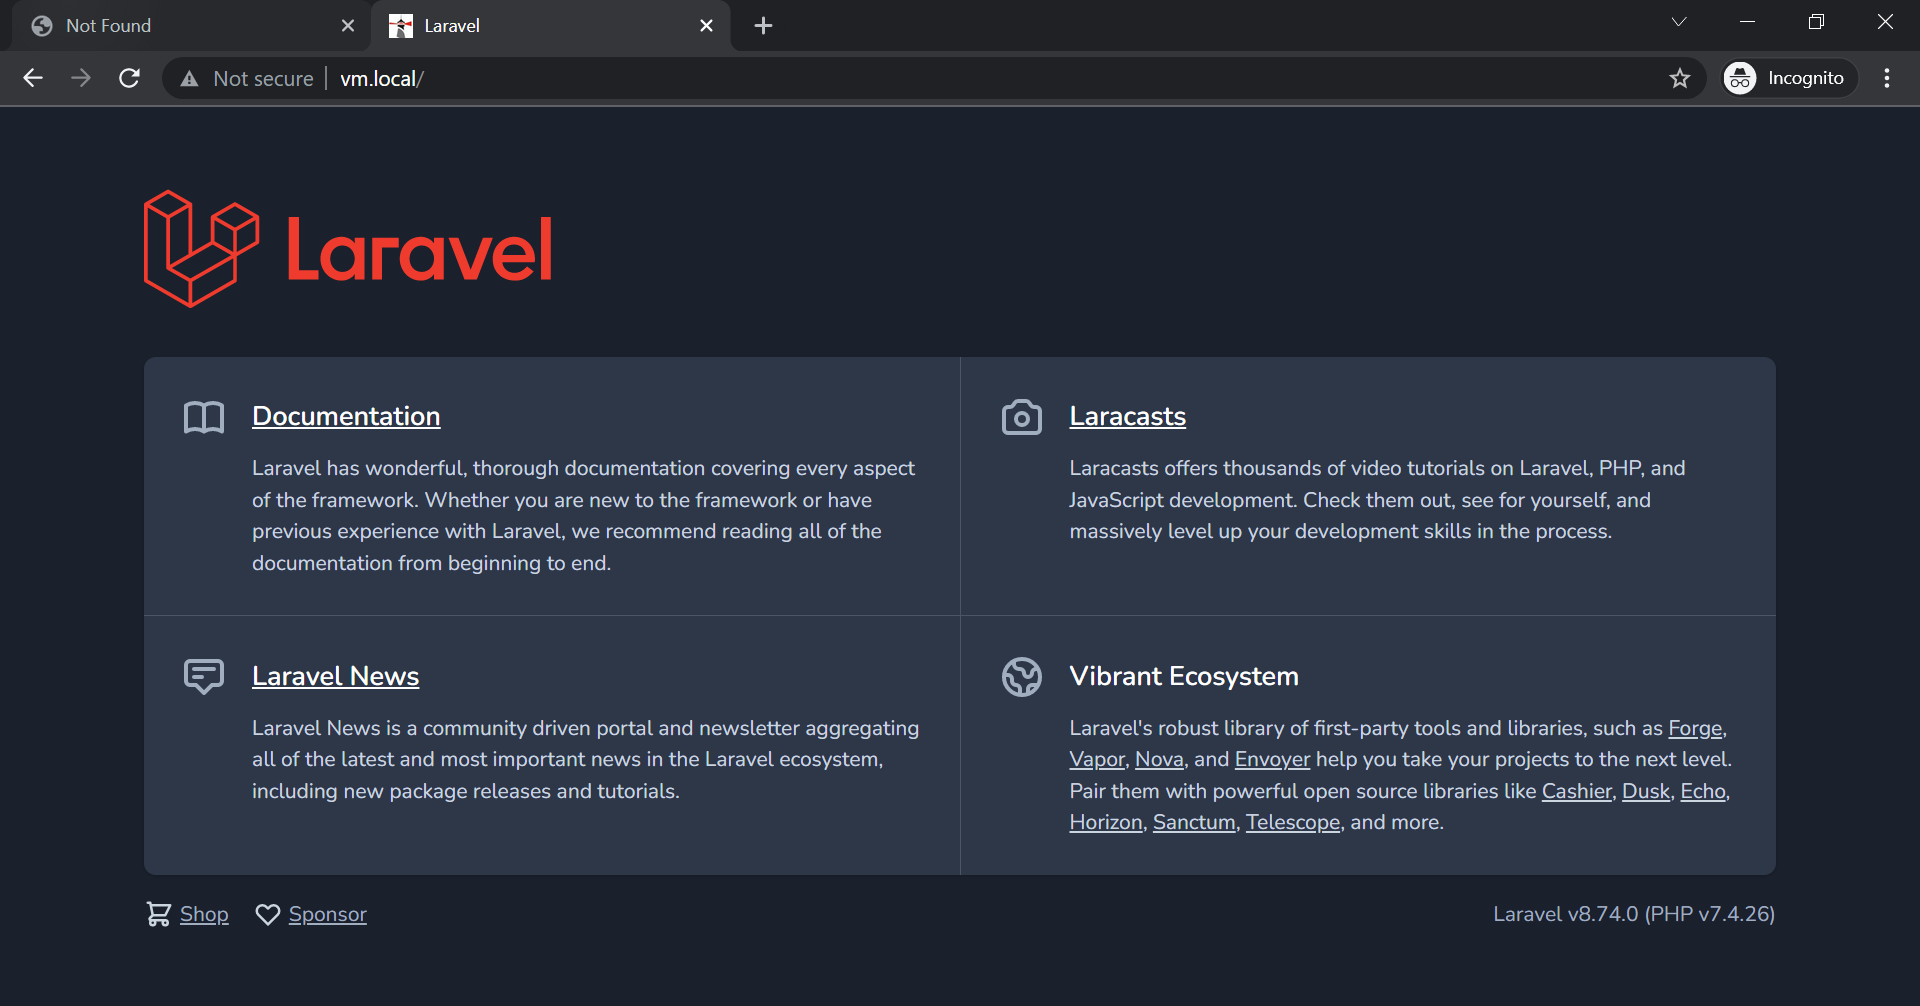 Not Found
Laravel
Not secure
vm.local/
Incognito
Laravel
Documentation
Laravel has wonderful, thorough documentation covering every aspect
of the framework. Whether you are new to the framework or have
previous experience with Laravel, we recommend reading all of the
documentation from beginning to end.
Laracasts
Laracasts offers thousands of video tutorials on Laravel, PHP, and
JavaScript development. Check them out, see for yourself, and
massively level up your development skills in the process.
Laravel News
Laravel News is a community driven portal and newsletter aggregating
all of the latest and most important news in the Laravel ecosystem,
including new package releases and tutorials.
Vibrant Ecosystem
Laravel's robust library of first-party tools and libraries, such as Forge,
Vapor, Nova, and Envoyer help you take your projects to the next level.
Pair them with powerful open source libraries like Cashier, Dusk, Echo,
Horizon, Sanctum, Telescope, and more.
Shop
Sponsor
Laravel v8.74.0 (PHP v7.4.26)